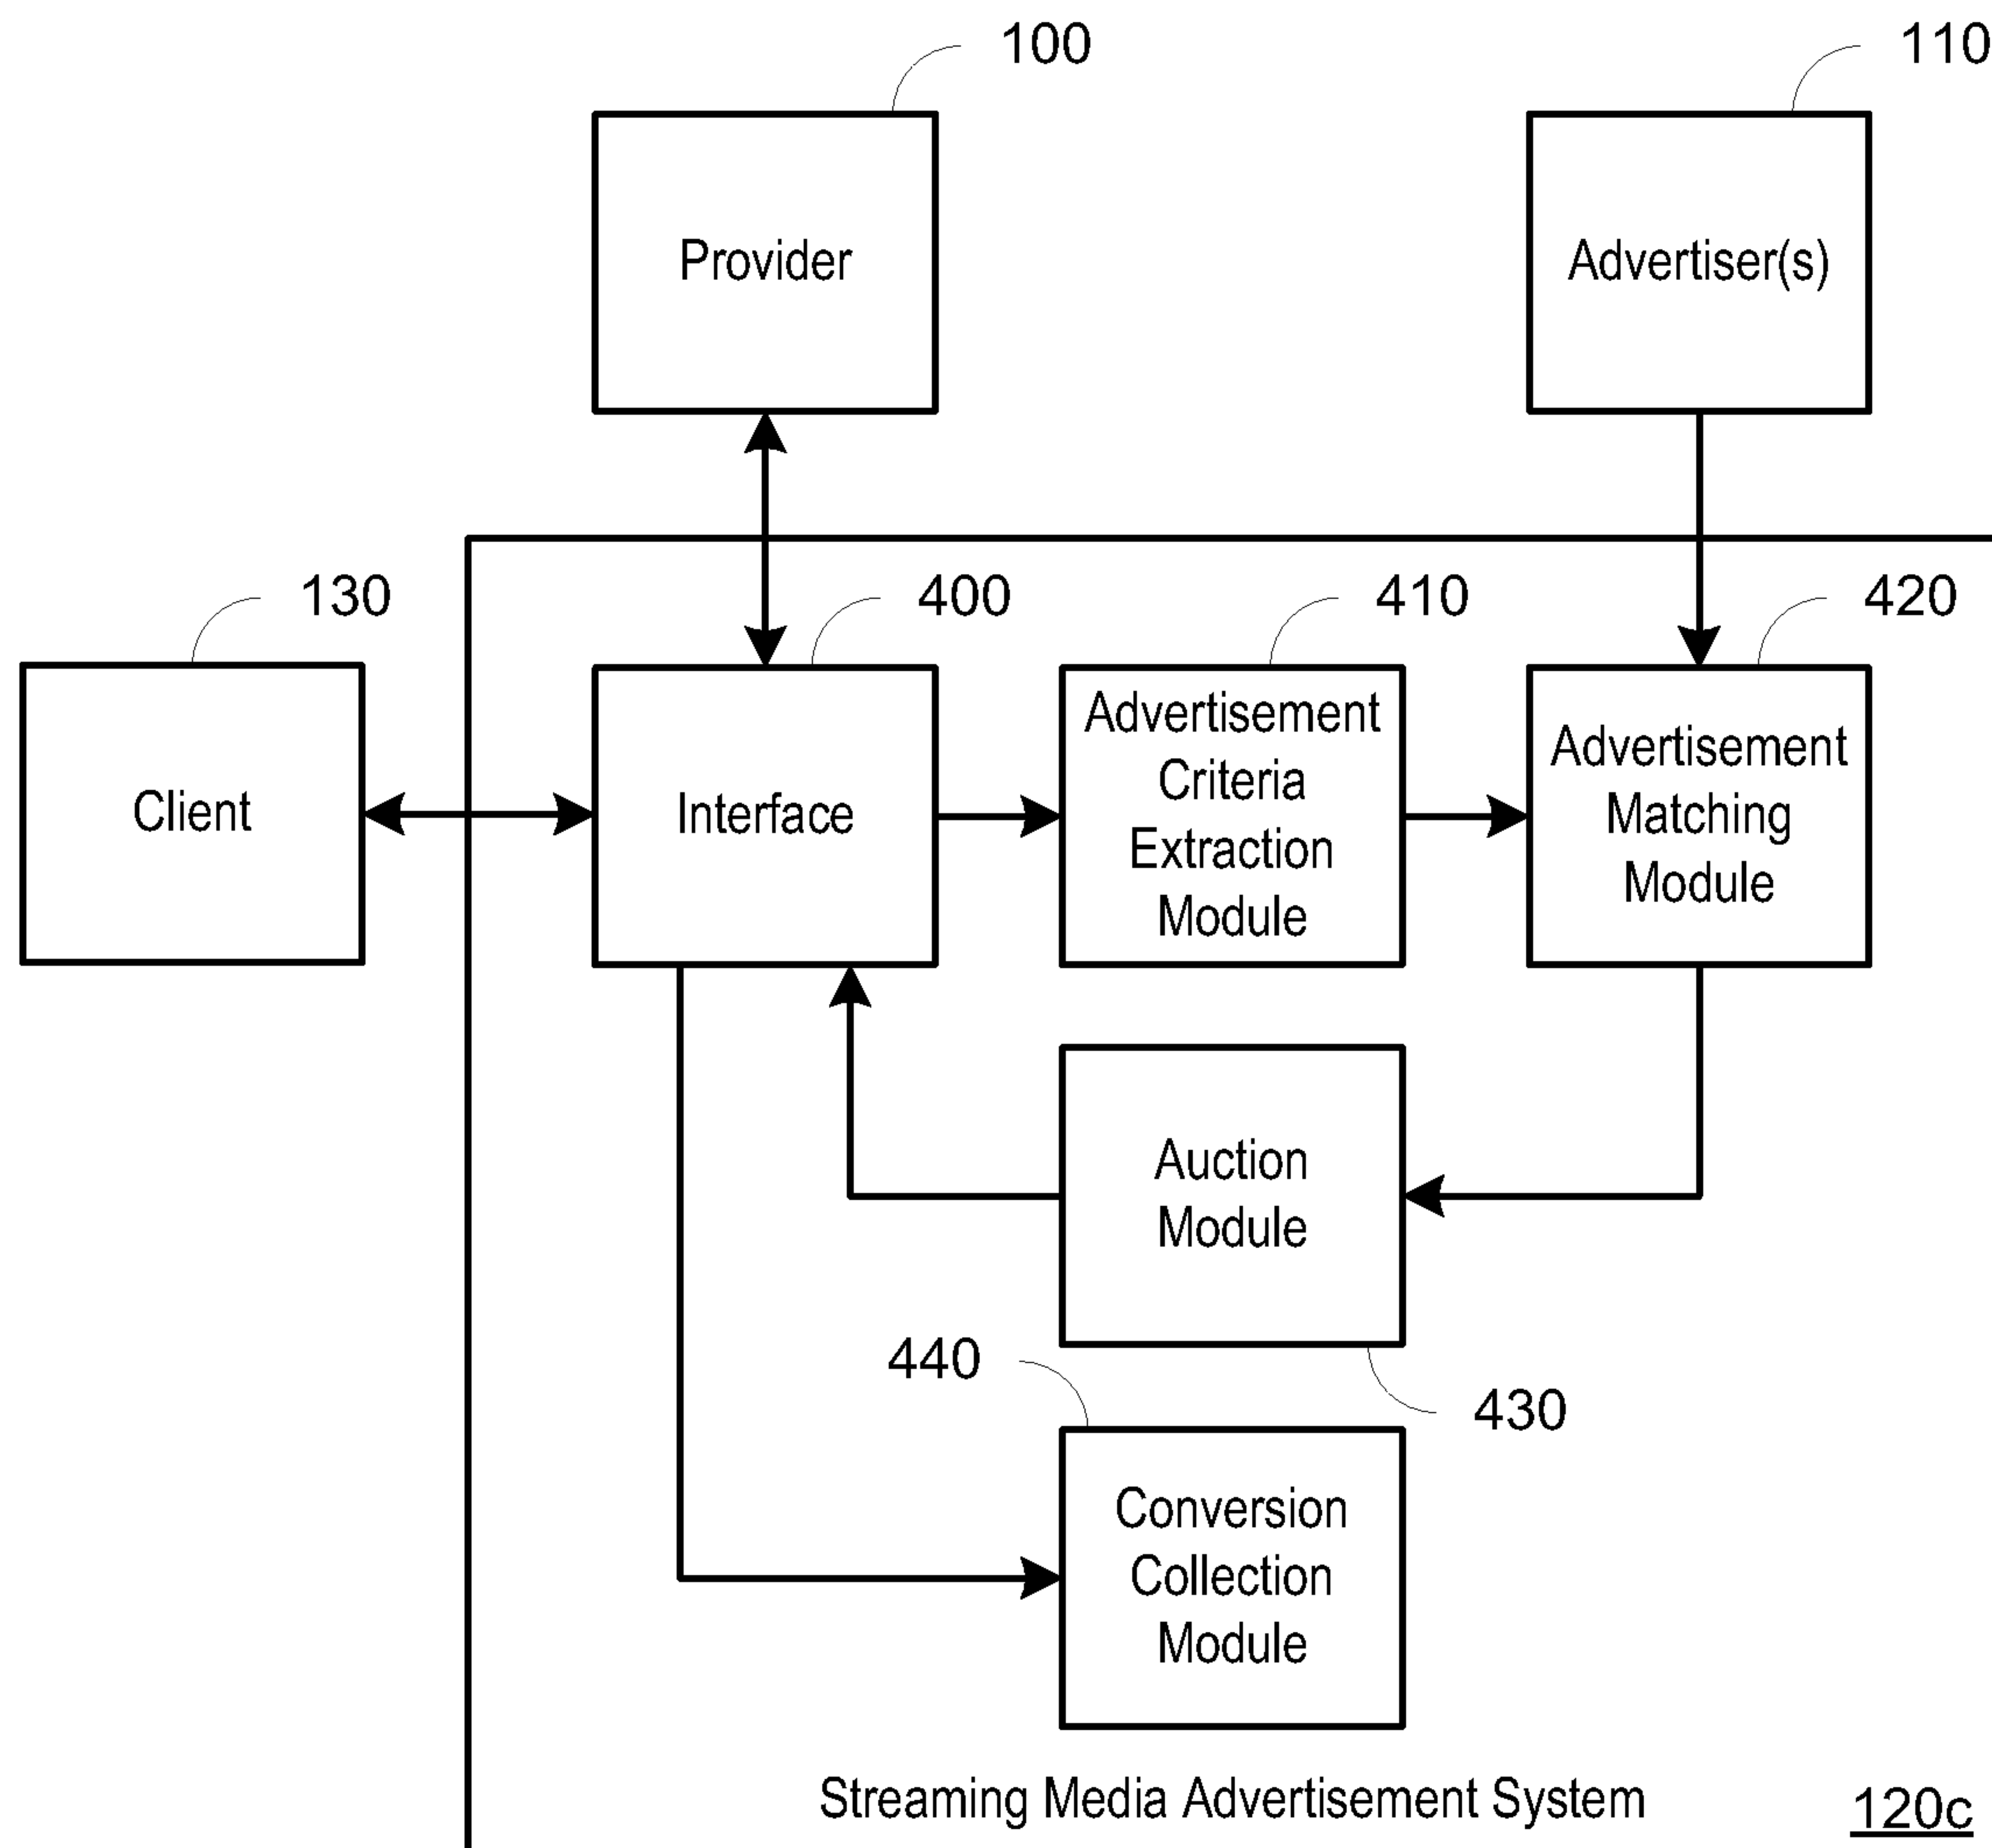 100
110
Provider
Advertiser(s)
130
400
410
420
Client
Interface
Advertisement
Criteria
Extraction
Module
Advertisement
Matching
Module
Auction
Module
440
430
Conversion
Collection
Module
Streaming Media Advertisement System
120c